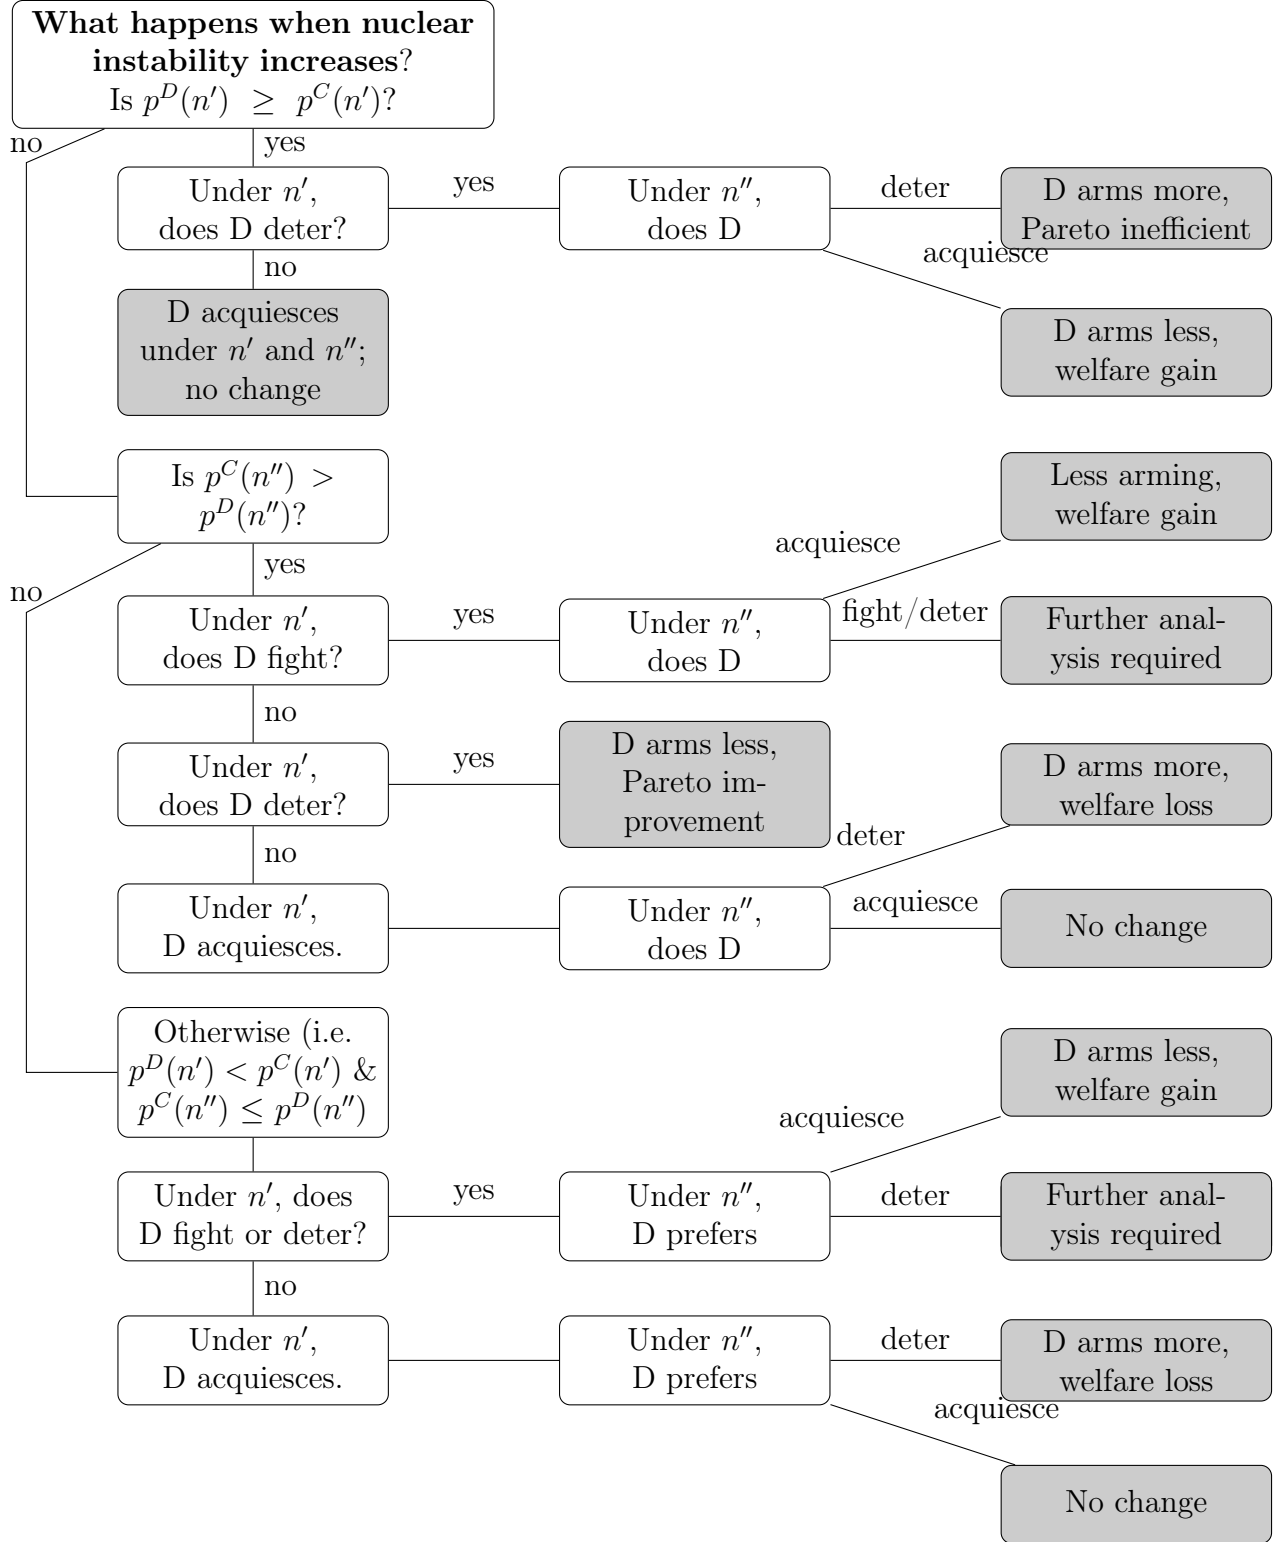 What happens when nuclear
instability increases?
Is p^D(n′) ≥ p^C(n′)?
no
yes
Under n′,
does D deter?
yes
Under n″,
does D
deter
D arms more,
Pareto inefficient
acquiesce
no
D acquiesces
under n′ and n″;
no change
D arms less,
welfare gain
Is p^C(n″) >
p^D(n″)?
Less arming,
welfare gain
acquiesce
no
yes
Under n′,
does D fight?
yes
Under n″,
does D
fight/deter
Further anal-
ysis required
no
Under n′,
does D deter?
yes
D arms less,
Pareto im-
provement
D arms more,
welfare loss
deter
no
Under n′,
D acquiesces.
Under n″,
does D
acquiesce
No change
Otherwise (i.e.
p^D(n′) < p^C(n′) &
p^C(n″) ≤ p^D(n″)
D arms less,
welfare gain
acquiesce
Under n′, does
D fight or deter?
yes
Under n″,
D prefers
deter
Further anal-
ysis required
no
Under n′,
D acquiesces.
Under n″,
D prefers
deter
D arms more,
welfare loss
acquiesce
No change